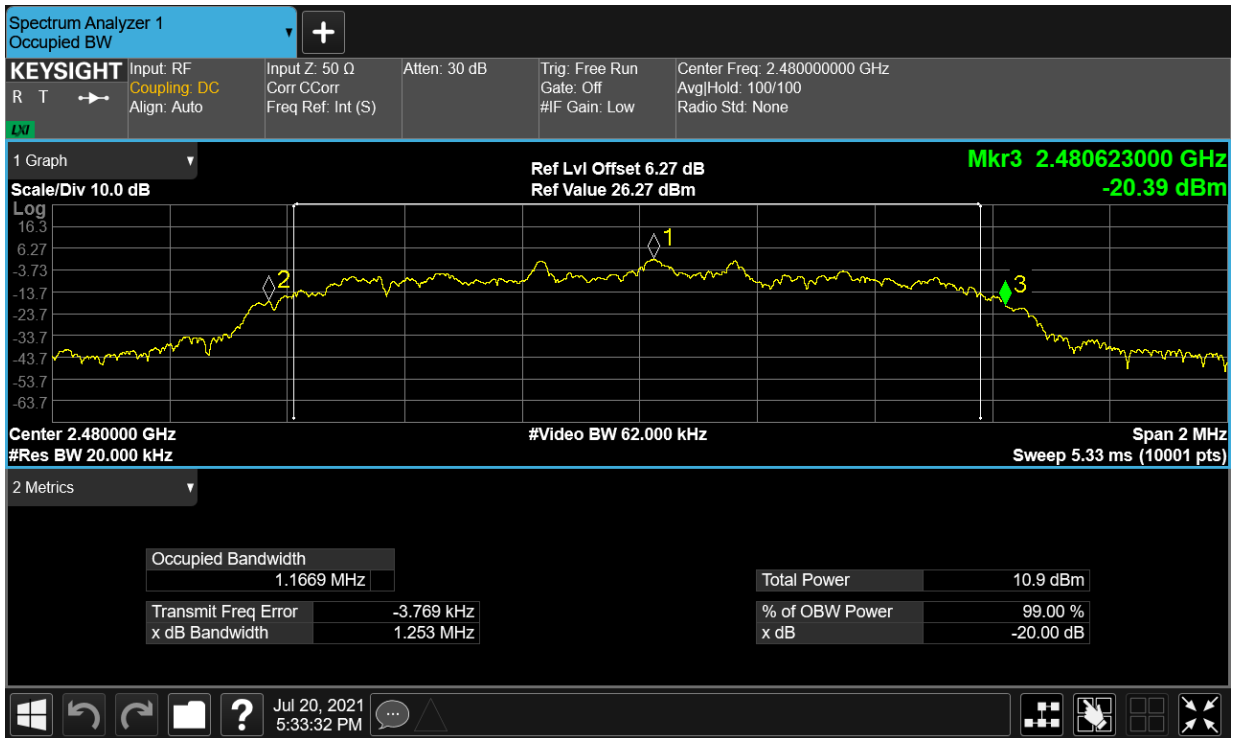 Spectrum Analyzer 1
Occupied BW
+
KEYSIGHT
R T
LXI
Input: RF
Coupling: DC
Align: Auto
Input Z: 50 Ω
Corr CCorr
Freq Ref: Int (S)
Atten: 30 dB
Trig: Free Run
Gate: Off
#IF Gain: Low
Center Freq: 2.480000000 GHz
Avg|Hold: 100/100
Radio Std: None
1 Graph
Ref Lvl Offset 6.27 dB
Mkr3 2.480623000 GHz
Scale/Div 10.0 dB
Ref Value 26.27 dBm
-20.39 dBm
Log
16.3
6.27
-3.73
-13.7
-23.7
-33.7
-43.7
-53.7
-63.7
1
2
3
Center 2.480000 GHz
#Video BW 62.000 kHz
Span 2 MHz
#Res BW 20.000 kHz
Sweep 5.33 ms (10001 pts)
2 Metrics
Occupied Bandwidth
1.1669 MHz
Total Power 10.9 dBm
Transmit Freq Error -3.769 kHz
% of OBW Power 99.00 %
x dB Bandwidth 1.253 MHz
x dB -20.00 dB
?
Jul 20, 2021
5:33:32 PM